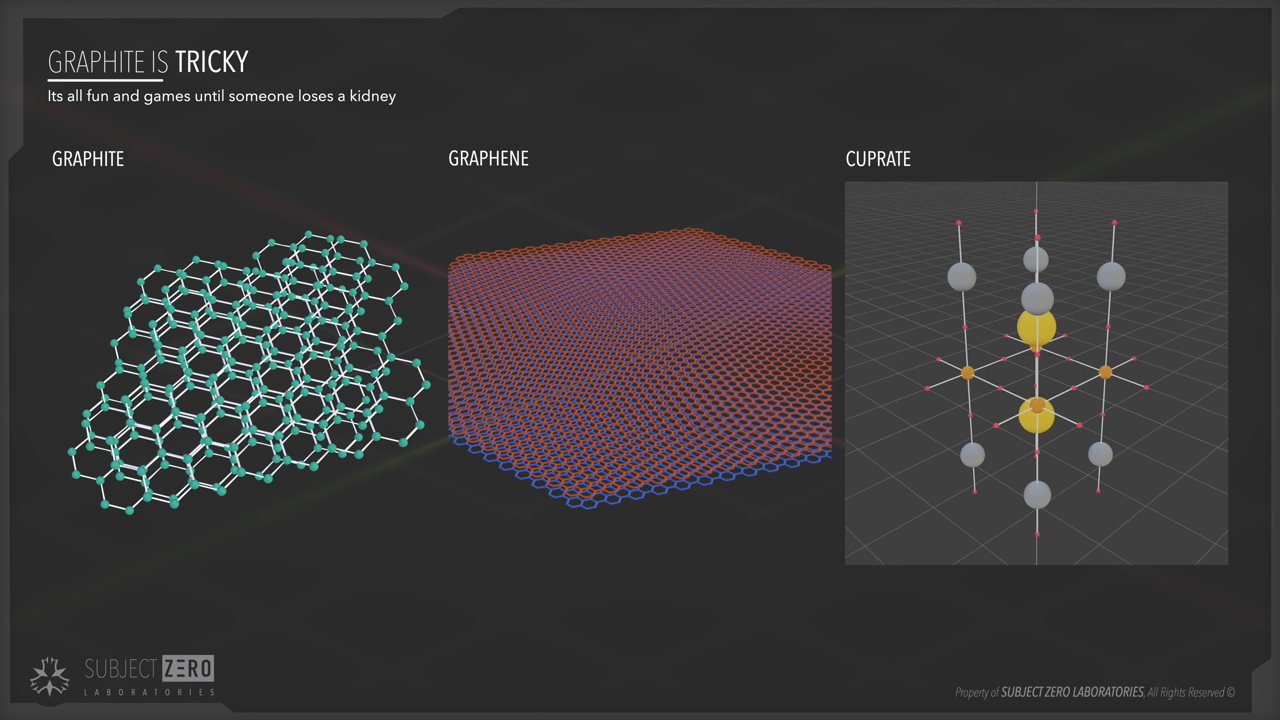 GRAPHITE IS TRICKY
Its all fun and games until someone loses a kidney
GRAPHITE
GRAPHENE
CUPRATE
SUBJECT ZERO
LABORATORIES
Property of SUBJECT ZERO LABORATORIES, All Rights Reserved ©